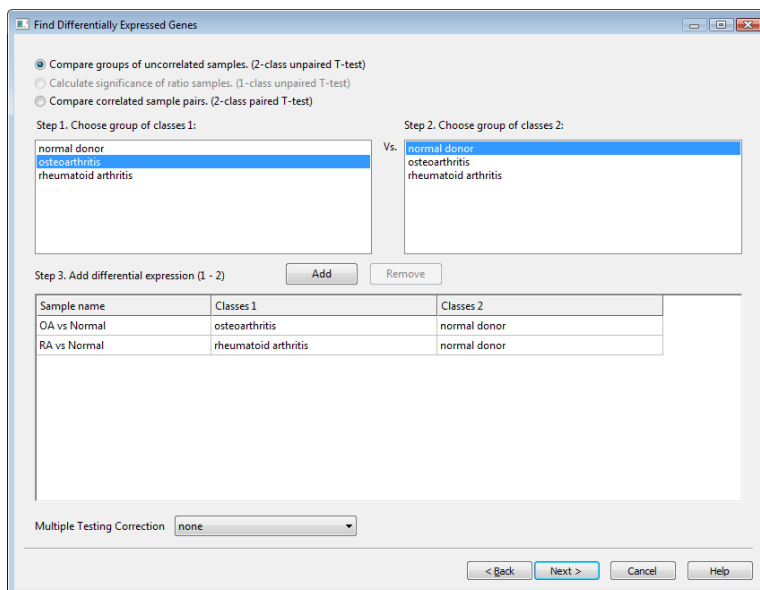 Find Differentially Expressed Genes
Compare groups of uncorrelated samples. (2-class unpaired T-test)
Calculate significance of ratio samples. (1-class unpaired T-test)
Compare correlated sample pairs. (2-class paired T-test)
Step 1. Choose group of classes 1:
Step 2. Choose group of classes 2:
normal donor
osteoarthritis
rheumatoid arthritis
Vs.
normal donor
osteoarthritis
rheumatoid arthritis
Step 3. Add differential expression (1 - 2)
Add
Remove
Sample name Classes 1 Classes 2
OA vs Normal osteoarthritis normal donor
RA vs Normal rheumatoid arthritis normal donor
Multiple Testing Correction none
< Back Next > Cancel Help